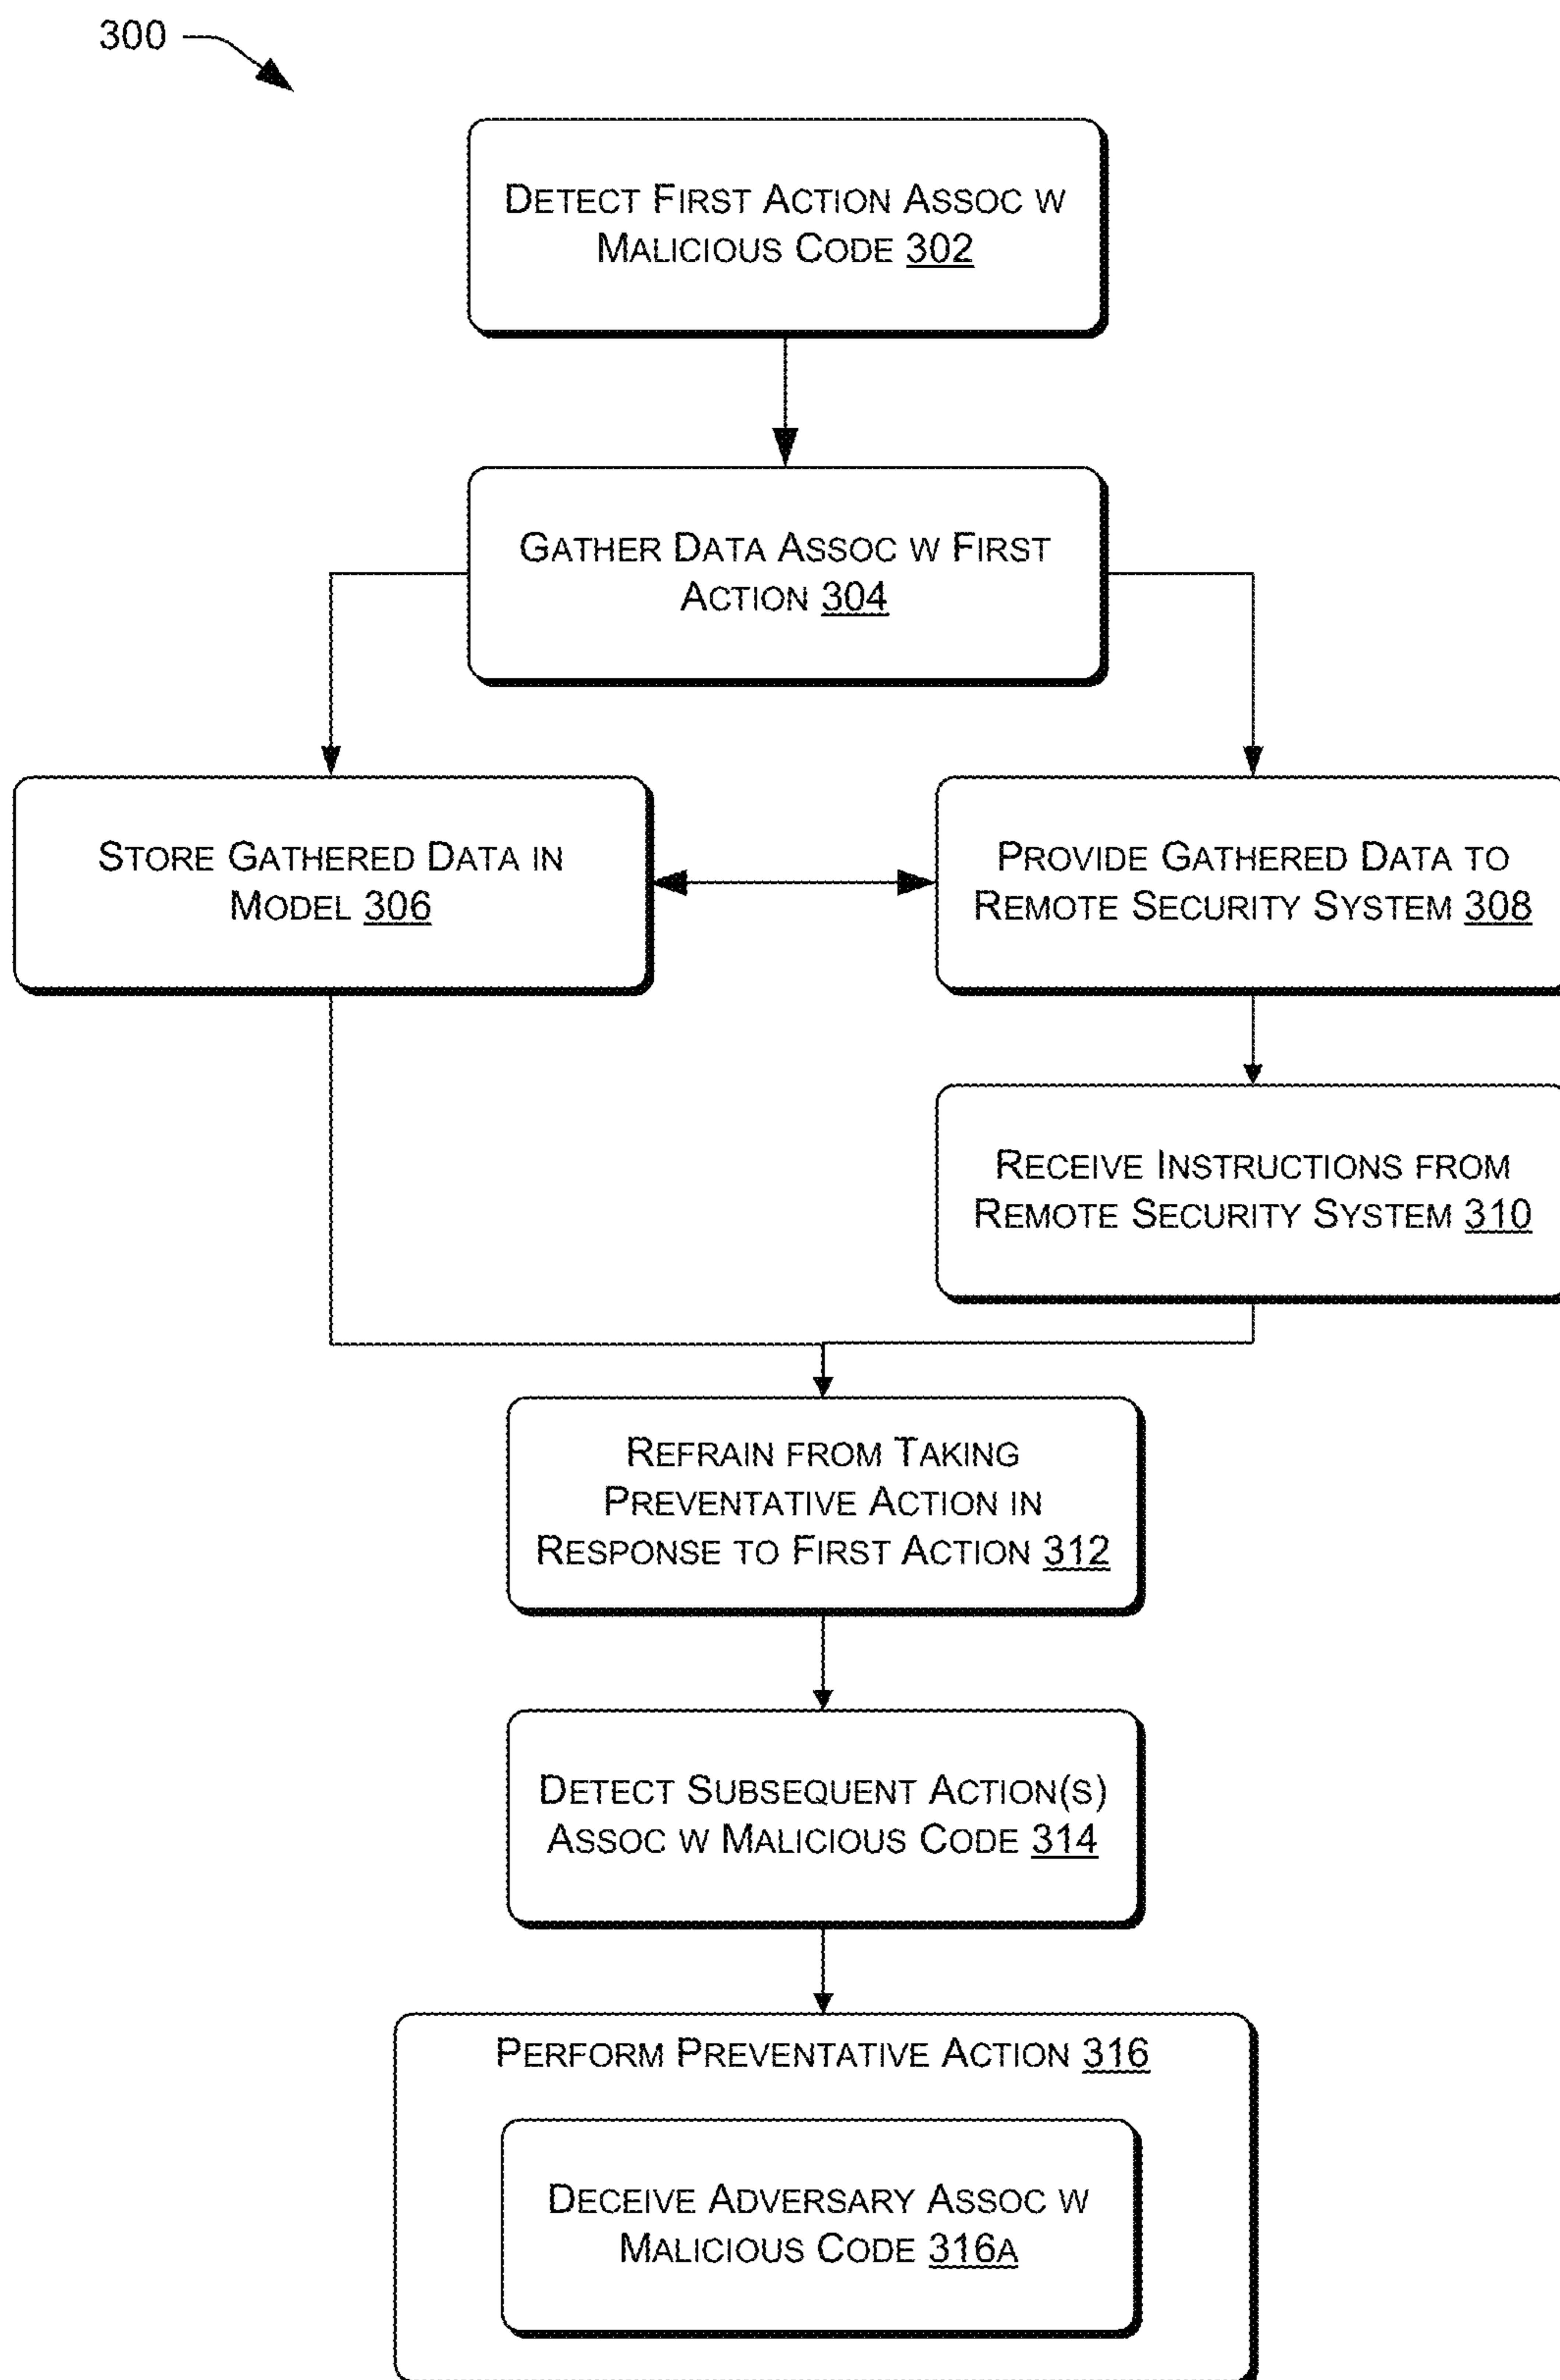 300
DETECT FIRST ACTION ASSOC W
MALICIOUS CODE 302
GATHER DATA ASSOC W FIRST
ACTION 304
STORE GATHERED DATA IN
MODEL 306
PROVIDE GATHERED DATA TO
REMOTE SECURITY SYSTEM 308
RECEIVE INSTRUCTIONS FROM
REMOTE SECURITY SYSTEM 310
REFRAIN FROM TAKING
PREVENTATIVE ACTION IN
RESPONSE TO FIRST ACTION 312
DETECT SUBSEQUENT ACTION(S)
ASSOC W MALICIOUS CODE 314
PERFORM PREVENTATIVE ACTION 316
DECEIVE ADVERSARY ASSOC W
MALICIOUS CODE 316A